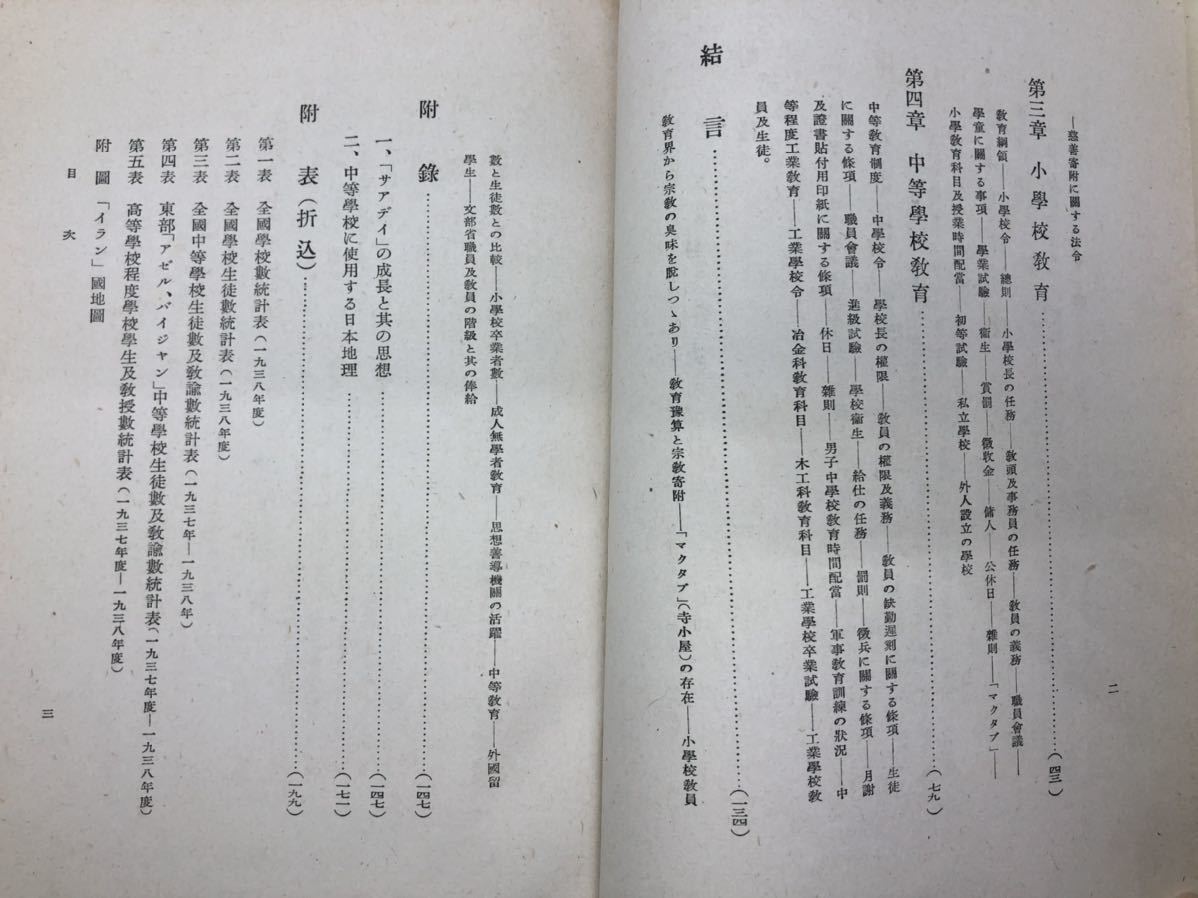 ―慈善寄附に關する法令
第三章　小學校敎育………(四三)
敎育綱領――小學校令――總則――小學校長の任務――敎頭及事務員の任務――敎員の義務――職員會議――
學童に關する事項――學業試驗――衞生――賞罰――徵收金――傭人――公休日――雜則――「マクタブ」――
小學敎育科目及授業時間配當――初等試驗――私立學校――外人設立の學校
第四章　中等學校敎育………(七九)
中等敎育制度――中學校令――學校長の權限――敎員の權限及義務――敎員の缺勤遲刻に關する條項――生徒
に關する條項――職員會議――進級試驗――學校衞生――給仕の任務――罰則――徵兵に關する條項――月謝
及證書貼付用印紙に關する條項――休日――雜則――男子中學校敎育時間配當――軍事敎育訓練の狀況――中
等程度工業敎育――工業學校令――冶金科敎育科目――木工科敎育科目――工業學校卒業試驗――工業學校敎
員及生徒。
結　言………(一三四)
敎育界から宗敎の臭味を脫しつゝあり――敎育豫算と宗敎寄附――「マクタブ」(寺小屋)の存在――小學校敎員
二
數と生徒數との比較――小學校卒業者數――成人無學者敎育――思想善導機關の活躍――中等敎育――外國留
學生――文部省職員及敎員の階級と其の俸給
附　錄………(一四七)
一、「サアデイ」の成長と其の思想………(一四七)
二、中等學校に使用する日本地理………(一七一)
附　表(折込)………(一九九)
第一表　全國學校數統計表(一九三八年度)
第二表　全國學校生徒數統計表(一九三八年度)
第三表　全國中等學校生徒數及敎諭數統計表(一九三七年―一九三八年)
第四表　東部「アゼル、バイジャン」中等學校生徒數及敎諭數統計表(一九三七年度―一九三八年度)
第五表　高等學校程度學校學生及敎授數統計表(一九三七年度―一九三八年度)
附　圖　「イラン」國地圖
目　次
三